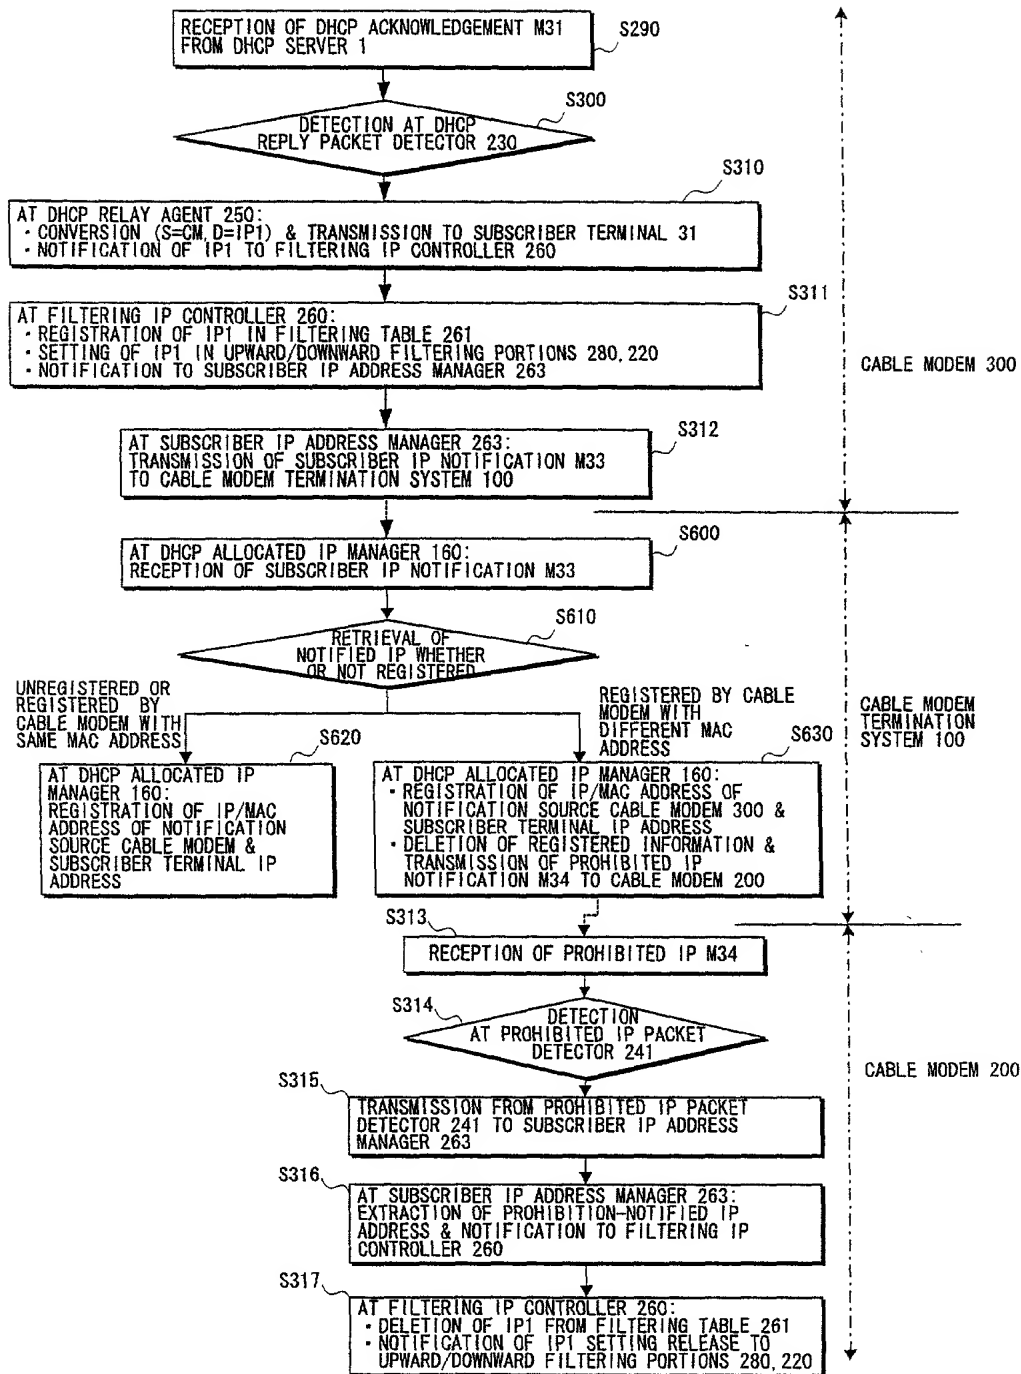 RECEPTION OF DHCP ACKNOWLEDGEMENT M31
FROM DHCP SERVER 1
S290
S300
DETECTION AT DHCP
REPLY PACKET DETECTOR 230
S310
AT DHCP RELAY AGENT 250:
・CONVERSION (S=CM, D=IP1) & TRANSMISSION TO SUBSCRIBER TERMINAL 31
・NOTIFICATION OF IP1 TO FILTERING IP CONTROLLER 260
S311
AT FILTERING IP CONTROLLER 260:
・REGISTRATION OF IP1 IN FILTERING TABLE 261
・SETTING OF IP1 IN UPWARD/DOWNWARD FILTERING PORTIONS 280, 220
・NOTIFICATION TO SUBSCRIBER IP ADDRESS MANAGER 263
CABLE MODEM 300
S312
AT SUBSCRIBER IP ADDRESS MANAGER 263:
TRANSMISSION OF SUBSCRIBER IP NOTIFICATION M33
TO CABLE MODEM TERMINATION SYSTEM 100
S600
AT DHCP ALLOCATED IP MANAGER 160:
RECEPTION OF SUBSCRIBER IP NOTIFICATION M33
S610
RETRIEVAL OF
NOTIFIED IP WHETHER
OR NOT REGISTERED
UNREGISTERED OR
REGISTERED BY
CABLE MODEM WITH
SAME MAC ADDRESS
REGISTERED BY CABLE
MODEM WITH
DIFFERENT MAC
ADDRESS
CABLE MODEM
TERMINATION
SYSTEM 100
S620
AT DHCP ALLOCATED IP
MANAGER 160:
REGISTRATION OF IP/MAC
ADDRESS OF NOTIFICATION
SOURCE CABLE MODEM &
SUBSCRIBER TERMINAL IP
ADDRESS
S630
AT DHCP ALLOCATED IP MANAGER 160:
・REGISTRATION OF IP/MAC ADDRESS OF
NOTIFICATION SOURCE CABLE MODEM 300 &
SUBSCRIBER TERMINAL IP ADDRESS
・DELETION OF REGISTERED INFORMATION &
TRANSMISSION OF PROHIBITED IP
NOTIFICATION M34 TO CABLE MODEM 200
S313
RECEPTION OF PROHIBITED IP M34
S314
DETECTION
AT PROHIBITED IP PACKET
DETECTOR 241
CABLE MODEM 200
S315
TRANSMISSION FROM PROHIBITED IP PACKET
DETECTOR 241 TO SUBSCRIBER IP ADDRESS
MANAGER 263
S316
AT SUBSCRIBER IP ADDRESS MANAGER 263:
EXTRACTION OF PROHIBITION-NOTIFIED IP
ADDRESS & NOTIFICATION TO FILTERING IP
CONTROLLER 260
S317
AT FILTERING IP CONTROLLER 260:
・DELETION OF IP1 FROM FILTERING TABLE 261
・NOTIFICATION OF IP1 SETTING RELEASE TO
UPWARD/DOWNWARD FILTERING PORTIONS 280, 220